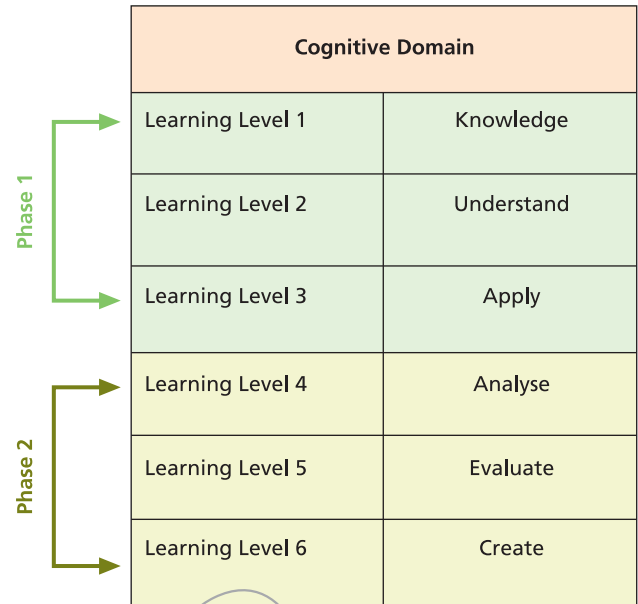 Cognitive Domain
Phase 1
Learning Level 1 Knowledge
Learning Level 2 Understand
Learning Level 3 Apply
Phase 2
Learning Level 4 Analyse
Learning Level 5 Evaluate
Learning Level 6 Create